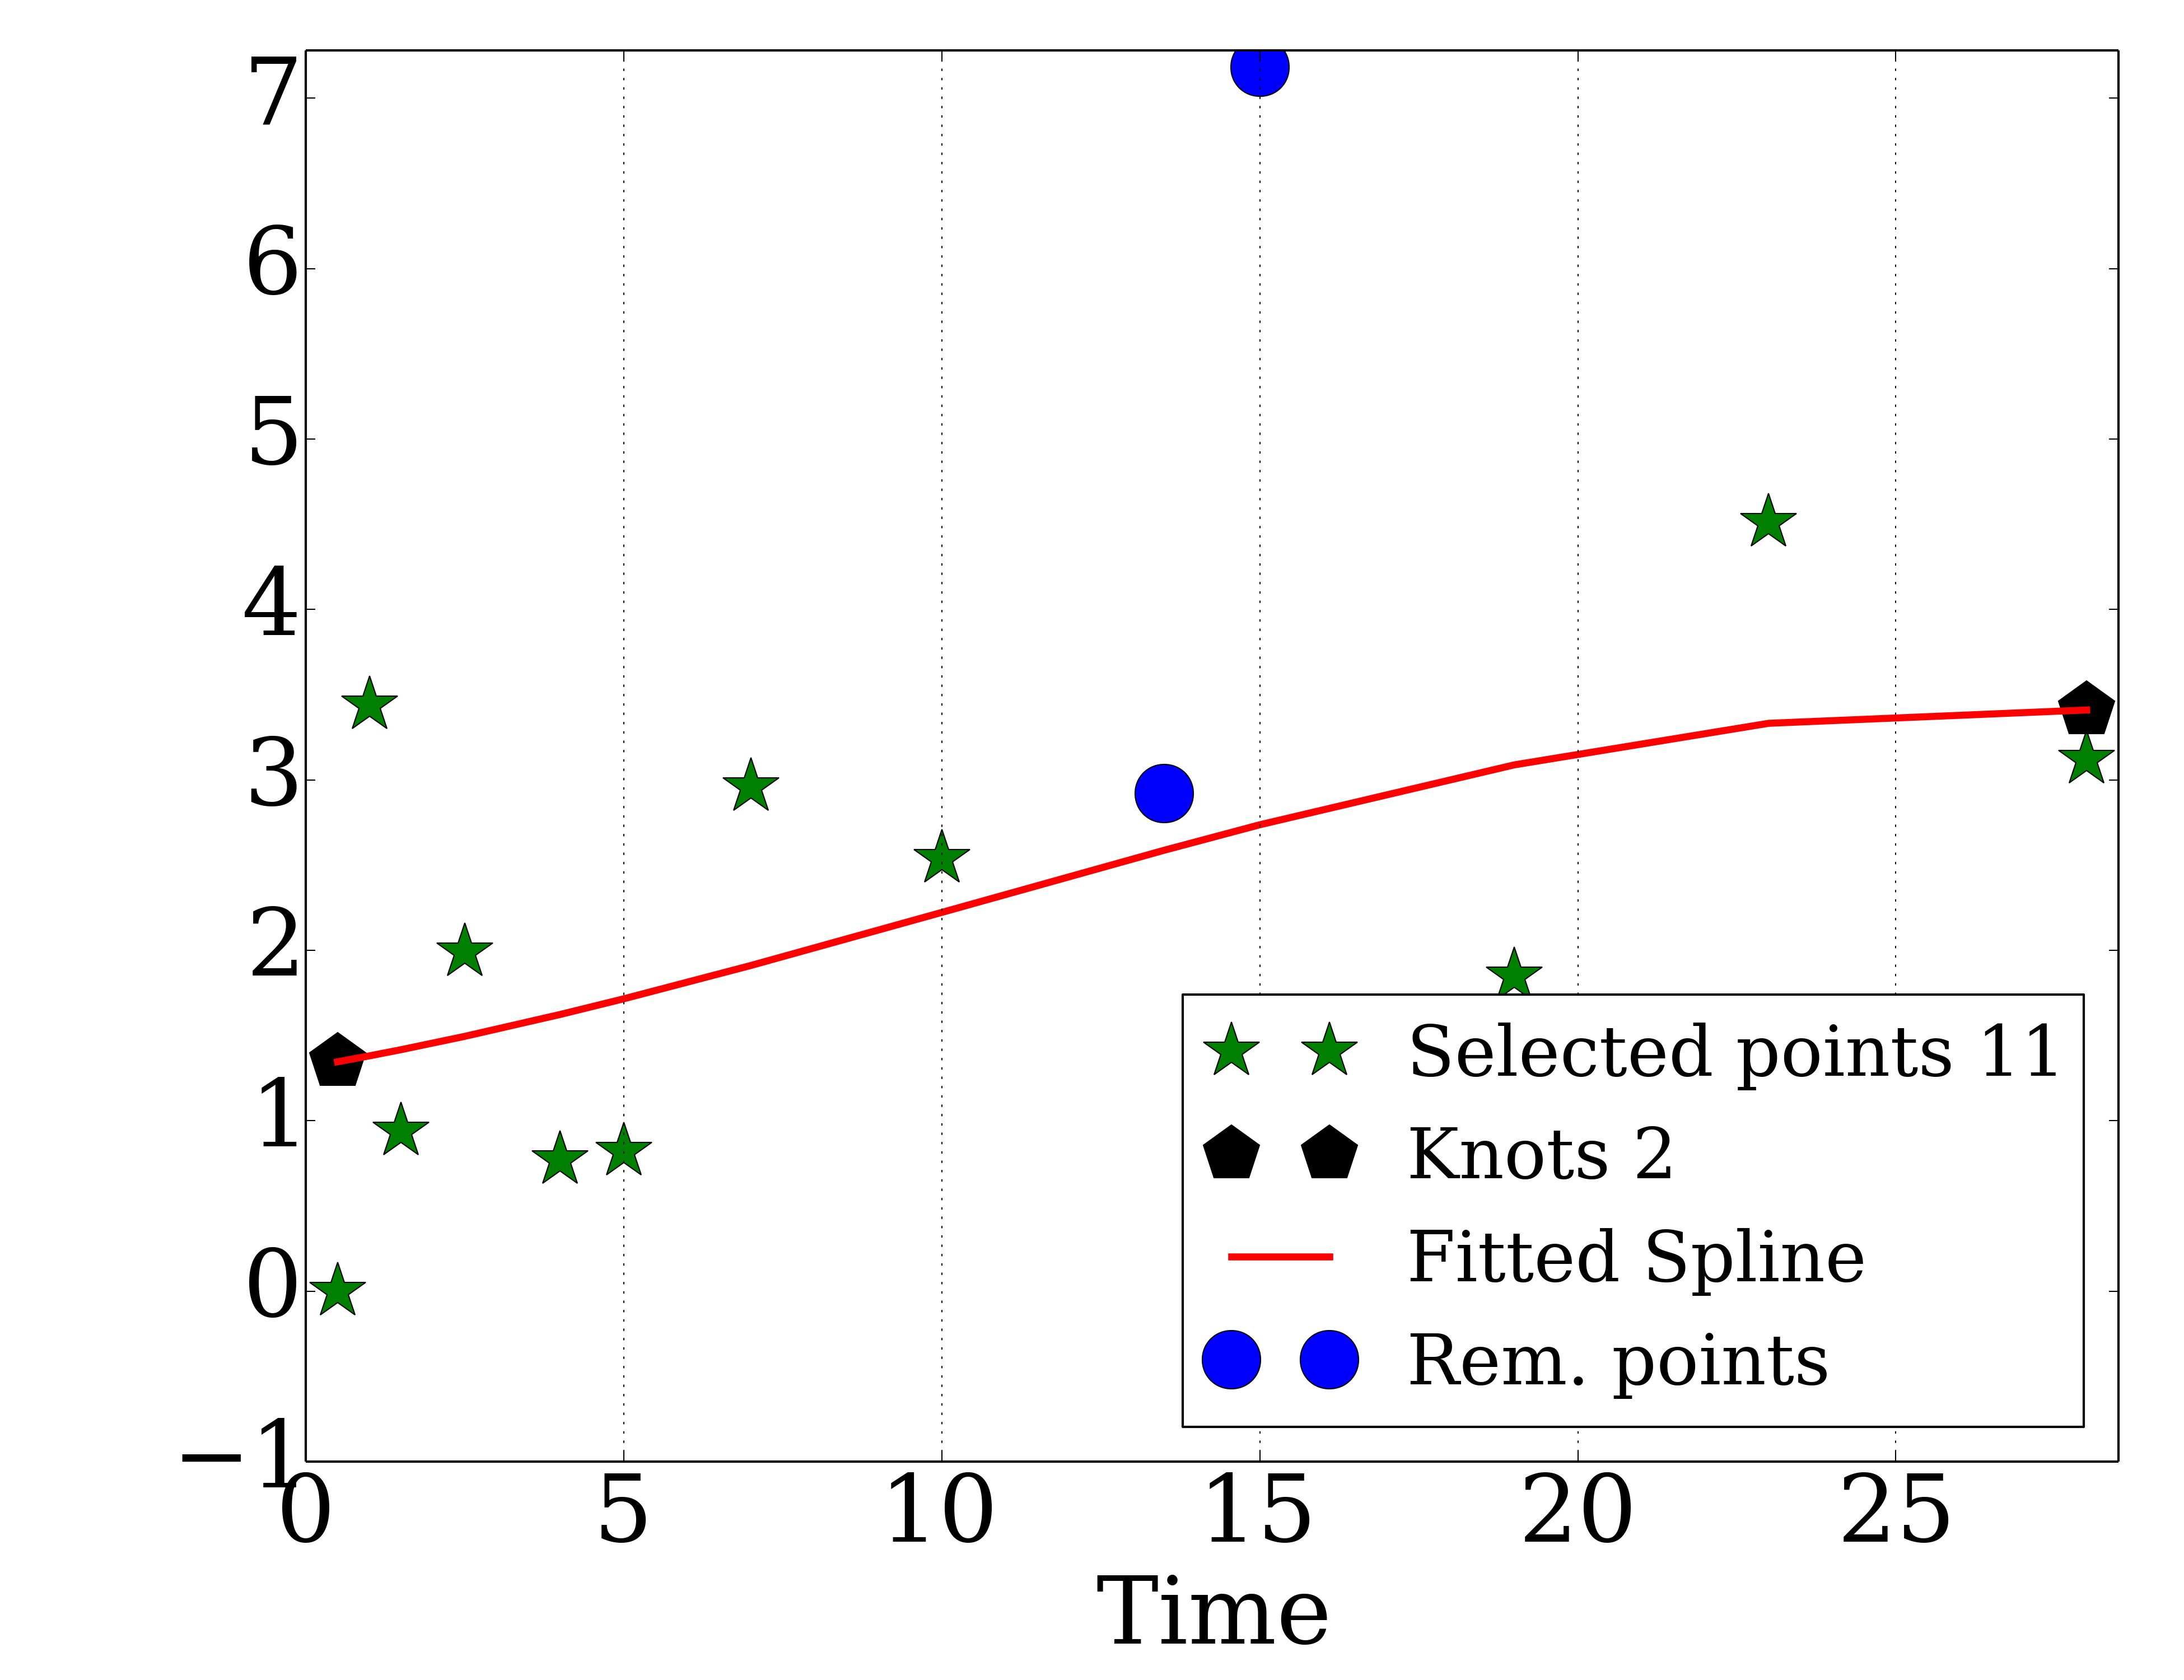 7
6
5
4
3
2
1
0
−1
0 5 10 15 20 25
Time
Selected points 11
Knots 2
Fitted Spline
Rem. points